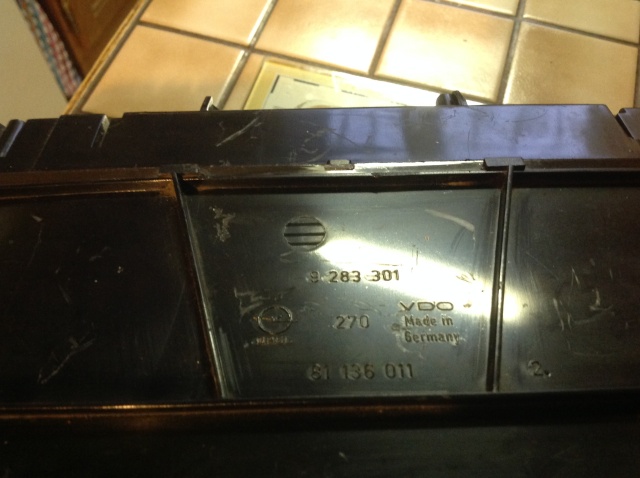 9 283 301
270
VDO
Made in
Germany
81 136 011
2.